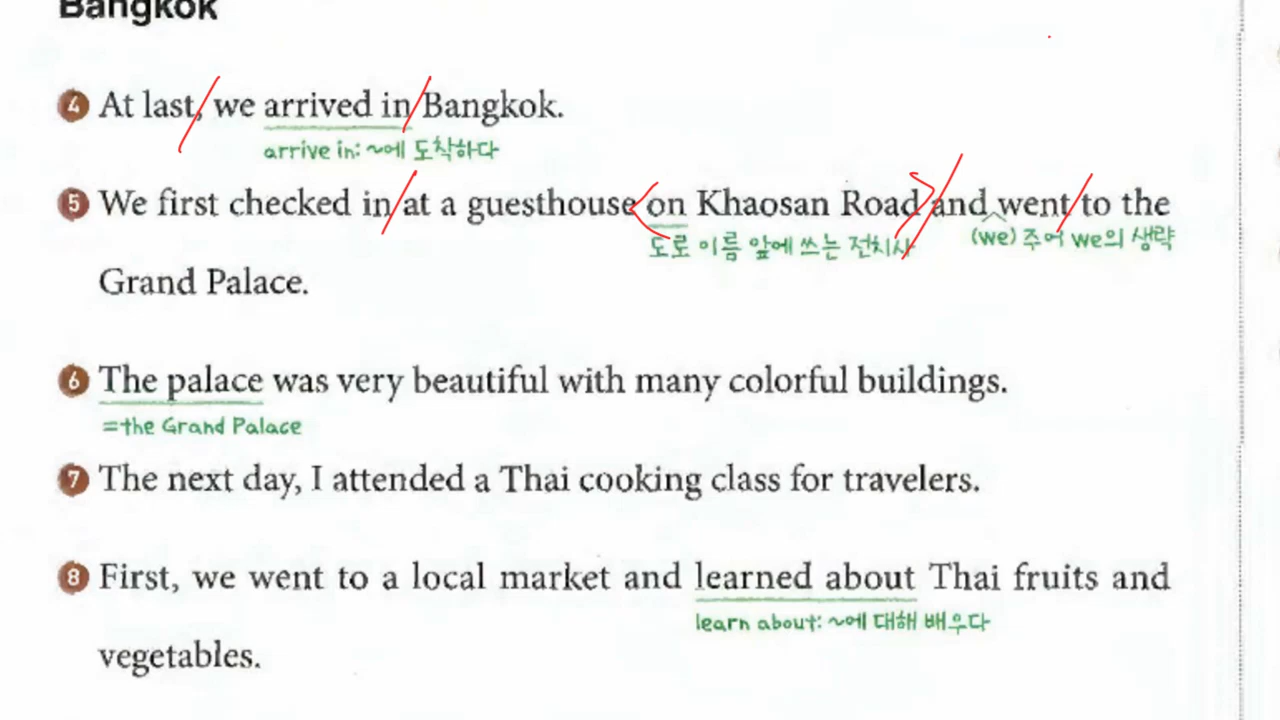 Bangkok
4 At last, we arrived in Bangkok.
arrive in: ~에 도착하다
5 We first checked in at a guesthouse on Khaosan Road and went to the
도로 이름 앞에 쓰는 전치사 (we) 주어 we의 생략
Grand Palace.
6 The palace was very beautiful with many colorful buildings.
=the Grand Palace
7 The next day, I attended a Thai cooking class for travelers.
8 First, we went to a local market and learned about Thai fruits and
learn about: ~에 대해 배우다
vegetables.